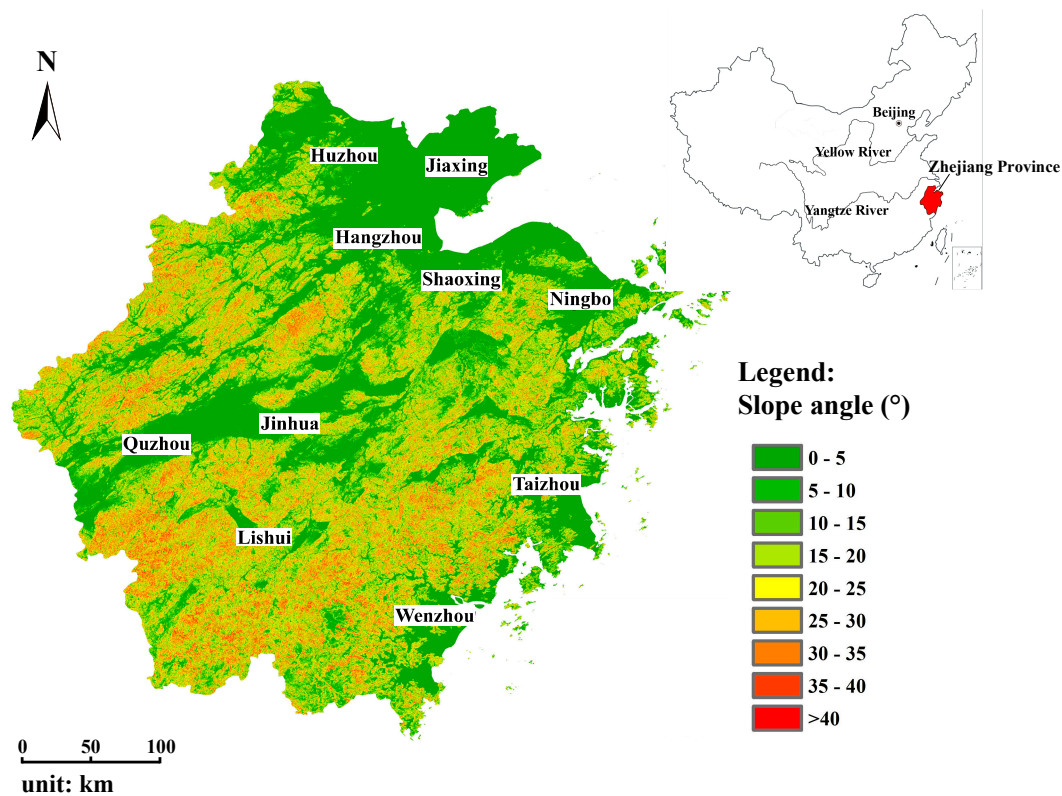 N
Huzhou
Jiaxing
Hangzhou
Shaoxing
Ningbo
Jinhua
Quzhou
Taizhou
Lishui
Wenzhou
0 50 100
unit: km
Beijing
Yellow River
Zhejiang Province
Yangtze River
Legend:
Slope angle (°)
0 - 5
5 - 10
10 - 15
15 - 20
20 - 25
25 - 30
30 - 35
35 - 40
>40